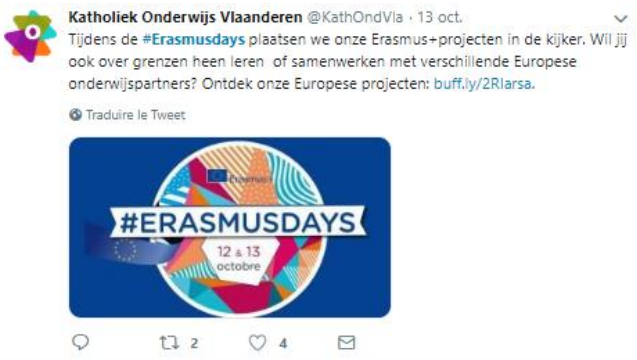 Katholiek Onderwijs Vlaanderen @KathOndVla · 13 oct.
Tijdens de #Erasmusdays plaatsen we onze Erasmus+projecten in de kijker. Wil jij
ook over grenzen heen leren of samenwerken met verschillende Europese
onderwijspartners? Ontdek onze Europese projecten: buff.ly/2RIarsa.
Traduire le Tweet
Erasmus+
#ERASMUSDAYS
12 & 13
octobre
2 4